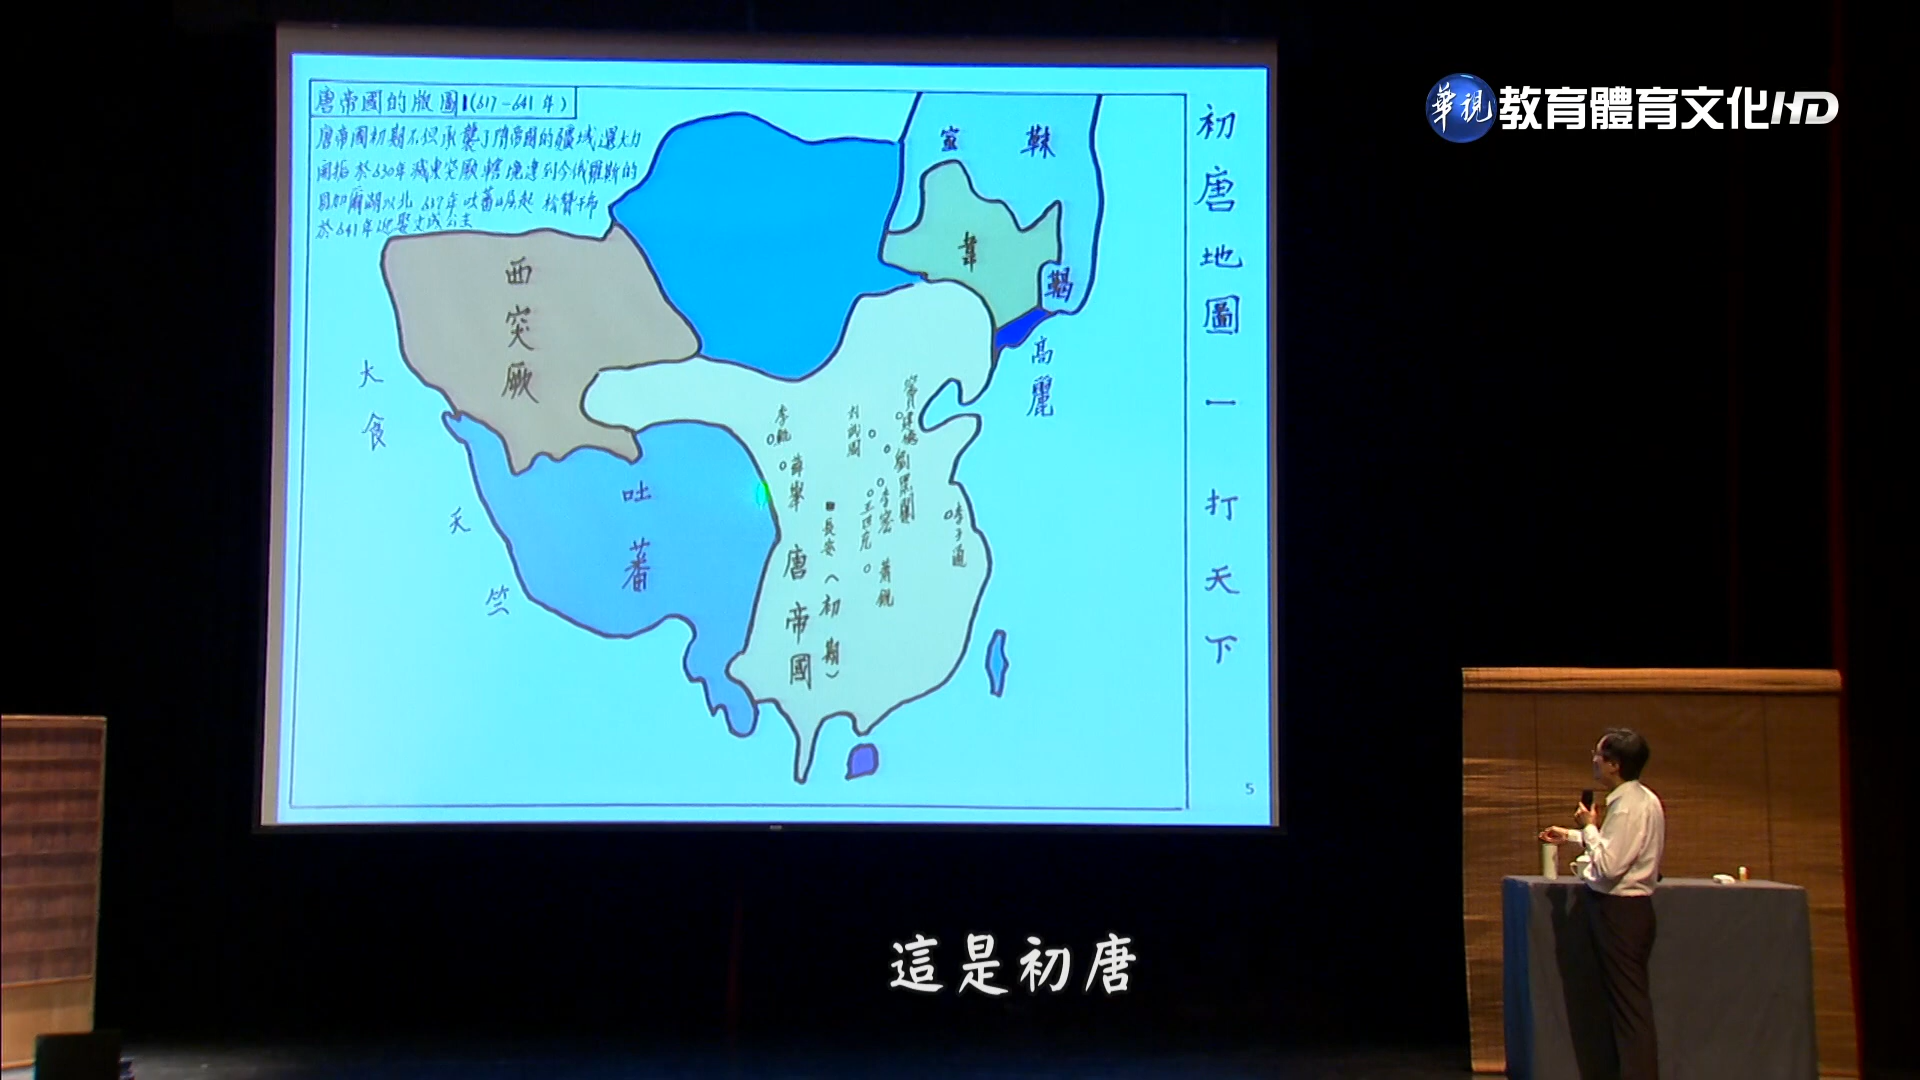 華視 教育體育文化HD
唐帝國的版圖1(617-641年)
唐帝國初期不但承襲了隋帝國的疆域,還大力
開拓於630年滅東突厥,轄境遠到今俄羅斯的
貝加爾湖以北 617年吐蕃崛起 松贊干布
於641年迎娶文成公主
初唐地圖一打天下
室韋
靺鞨
高麗
西突厥
大食
天竺
吐蕃
李軌
薛舉
劉武周
竇建德
劉黑闥
李密
王世充
蕭銑
李子通
長安
唐帝國(初期)
5
這是初唐